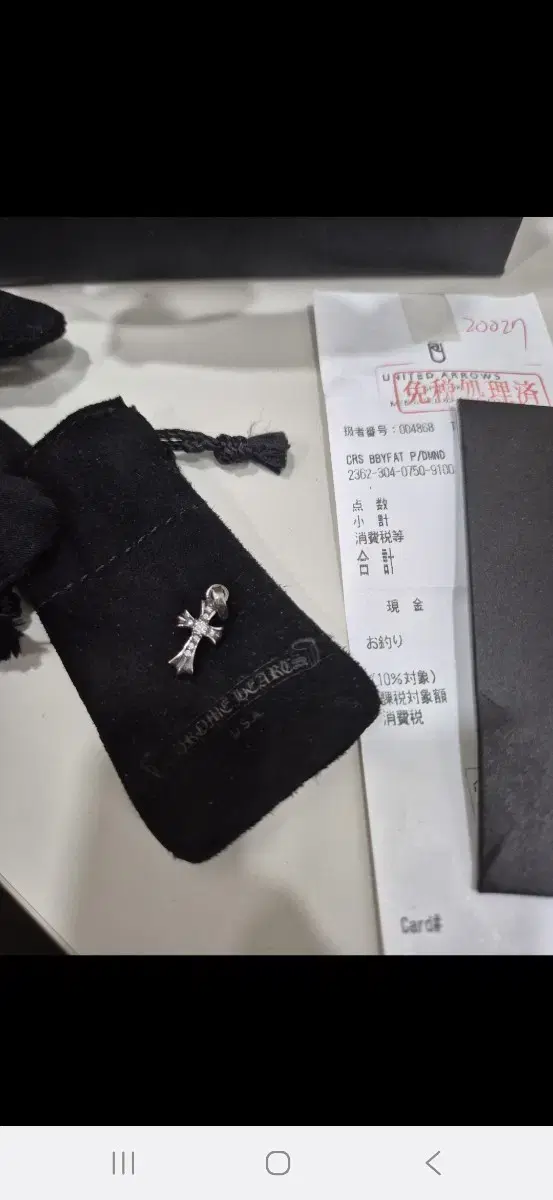 20027
UNITED ARROWS
免税処理済
扱者番号:004868
CRS BBYFAT P/DMND
2362-304-0750-9100
点 数
小 計
消費税等
合 計
現 金
お釣り
(10%対象)
課税対象額
消費税
Card#
CHROME HEARTS
U.S.A